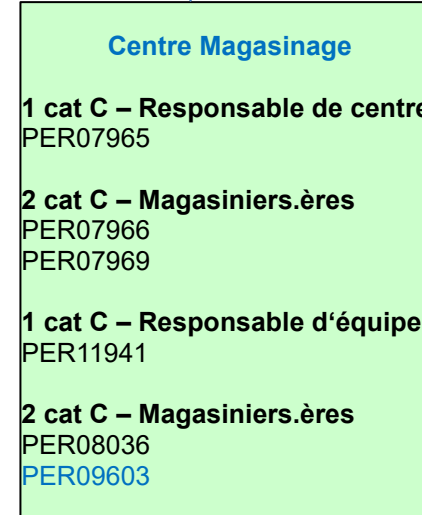 Centre Magasinage
1 cat C – Responsable de centre
PER07965
2 cat C – Magasiniers.ères
PER07966
PER07969
1 cat C – Responsable d‘équipe
PER11941
2 cat C – Magasiniers.ères
PER08036
PER09603